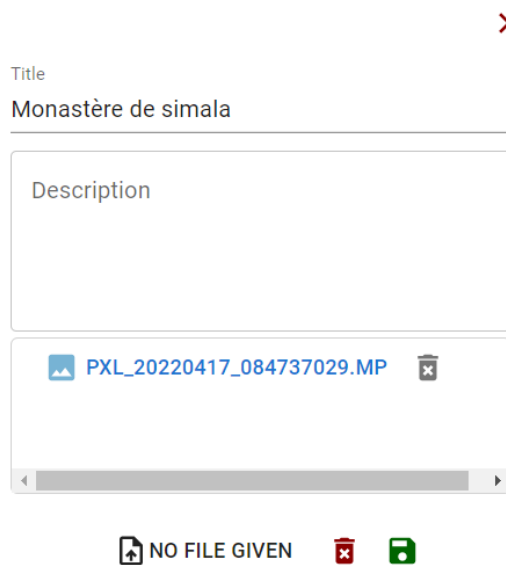 Title
Monastère de simala
Description
PXL_20220417_084737029.MP
NO FILE GIVEN